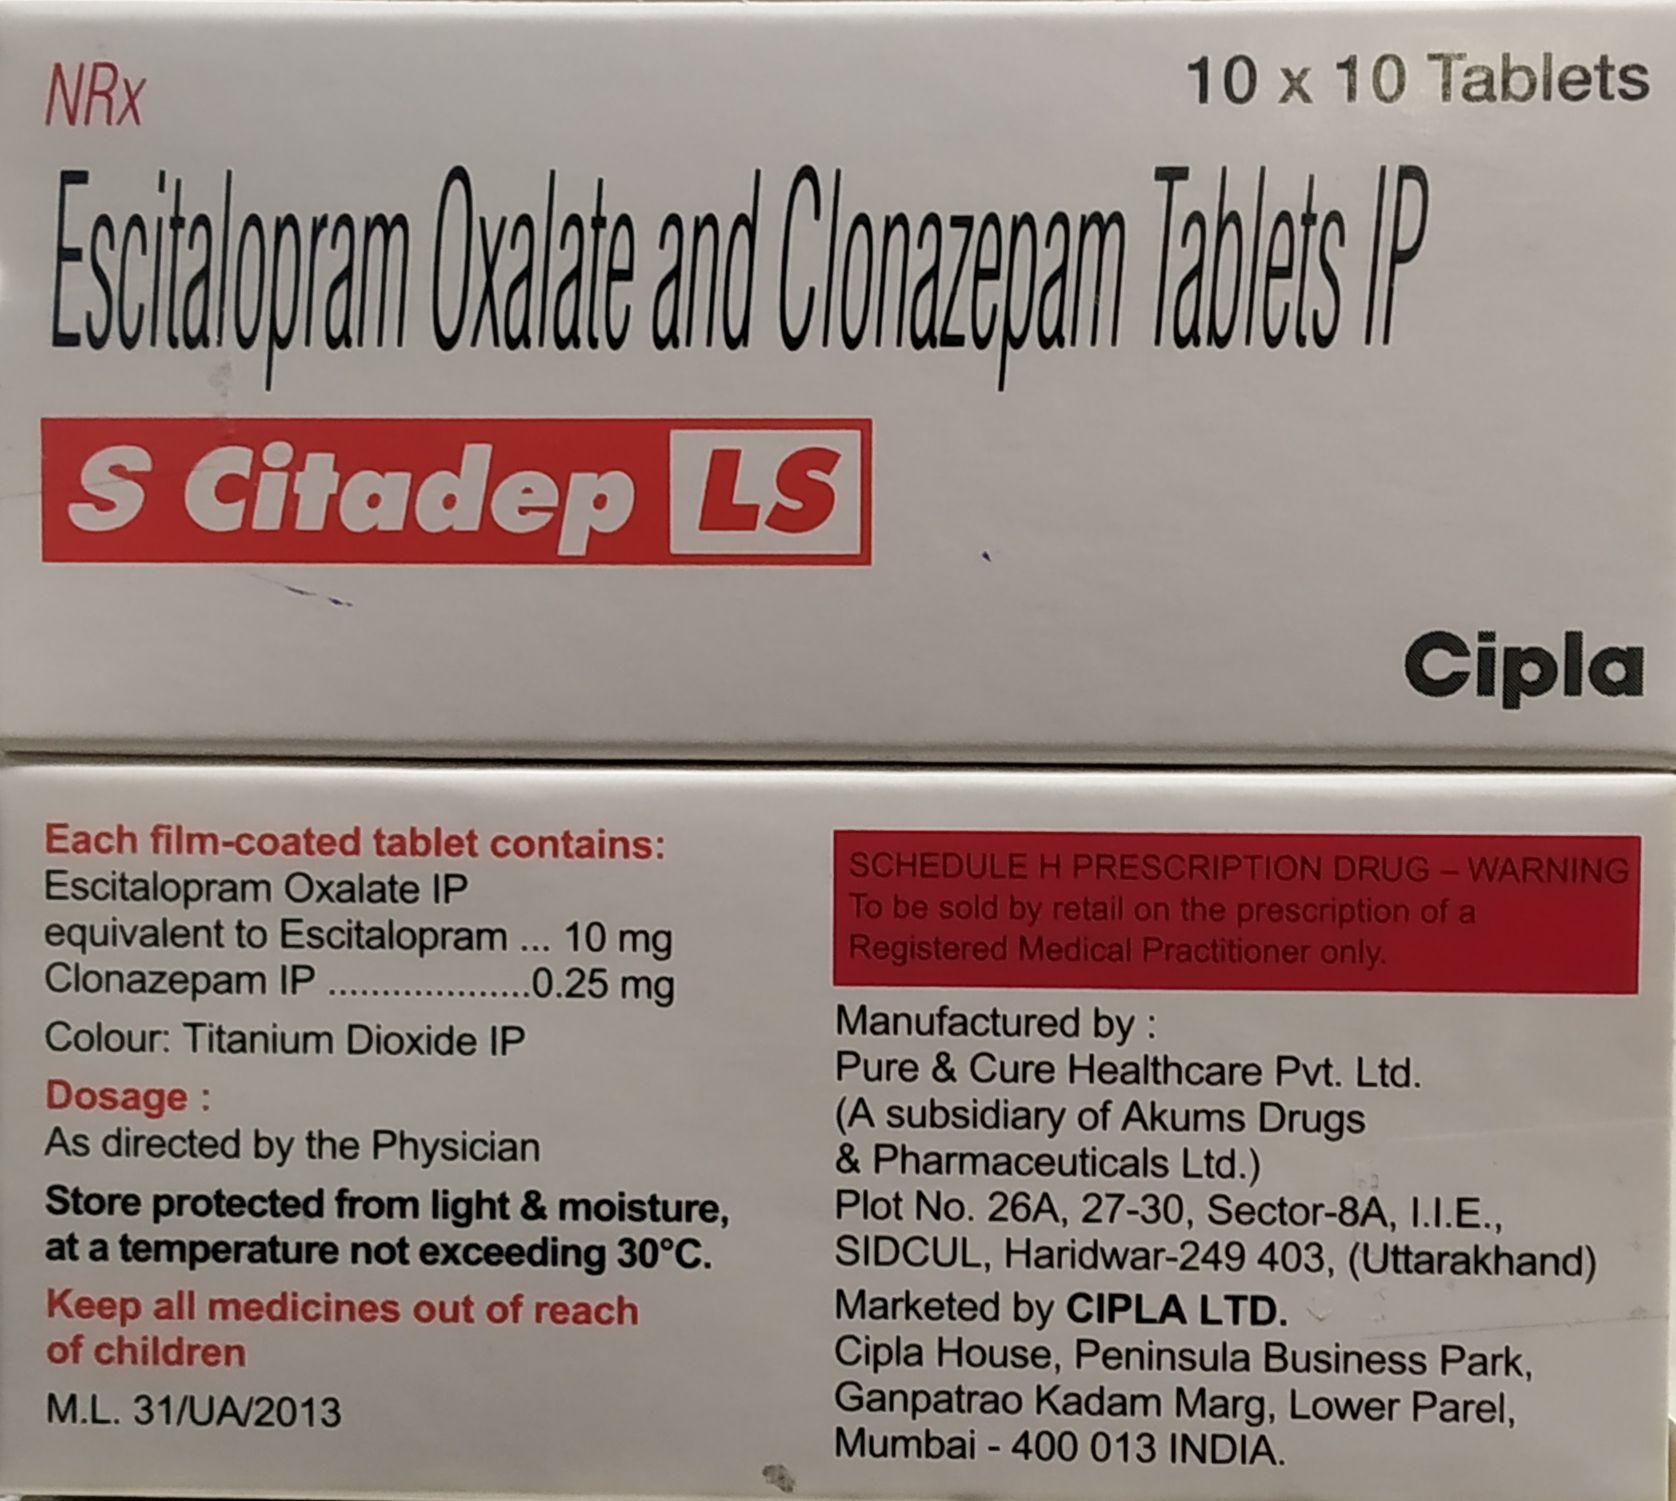 NRx
10 x 10 Tablets
Escitalopram Oxalate and Clonazepam Tablets IP
S Citadep LS
Cipla
Each film-coated tablet contains:
Escitalopram Oxalate IP
equivalent to Escitalopram ... 10 mg
Clonazepam IP ...................0.25 mg
Colour: Titanium Dioxide IP
Dosage :
As directed by the Physician
Store protected from light & moisture,
at a temperature not exceeding 30°C.
Keep all medicines out of reach
of children
M.L. 31/UA/2013
SCHEDULE H PRESCRIPTION DRUG – WARNING
To be sold by retail on the prescription of a
Registered Medical Practitioner only.
Manufactured by :
Pure & Cure Healthcare Pvt. Ltd.
(A subsidiary of Akums Drugs
& Pharmaceuticals Ltd.)
Plot No. 26A, 27-30, Sector-8A, I.I.E.,
SIDCUL, Haridwar-249 403, (Uttarakhand)
Marketed by CIPLA LTD.
Cipla House, Peninsula Business Park,
Ganpatrao Kadam Marg, Lower Parel,
Mumbai - 400 013 INDIA.